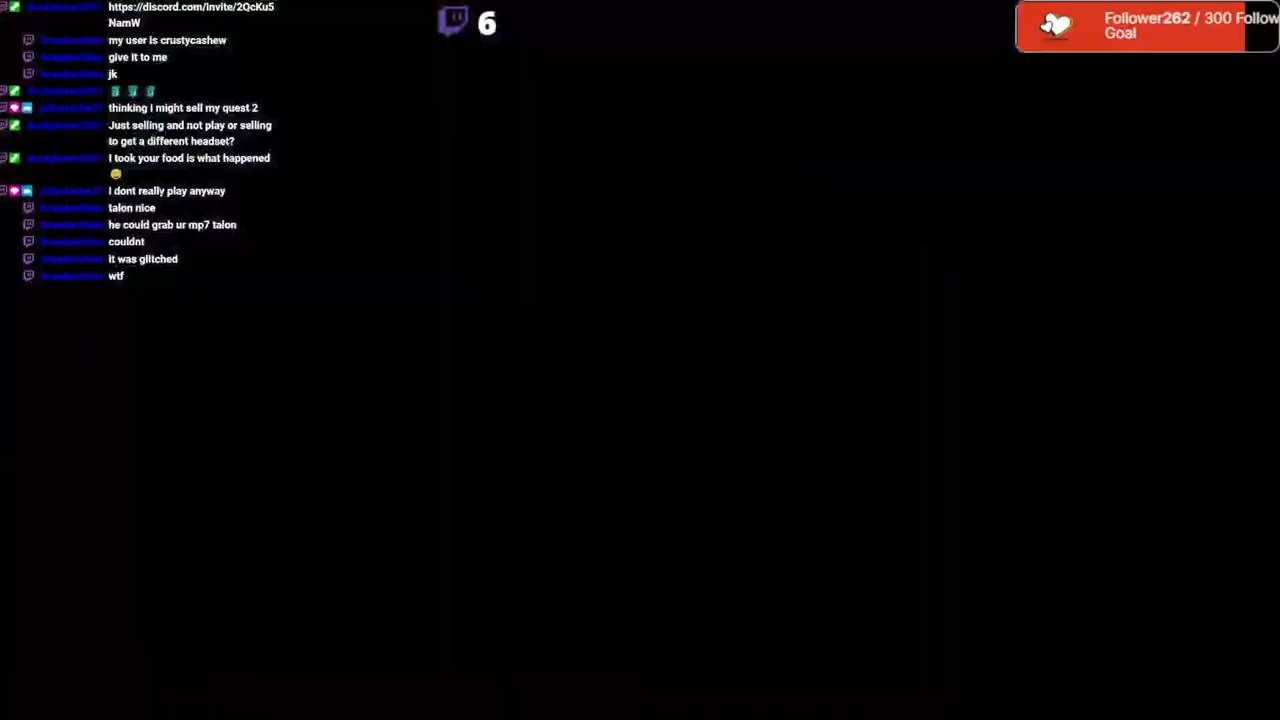 https://discord.com/invite/2QcKu5
NamW
my user is crustycashew
give it to me
jk
thinking i might sell my quest 2
Just selling and not play or selling
to get a different headset?
I took your food is what happened
I dont really play anyway
talon nice
he could grab ur mp7 talon
couldnt
it was glitched
wtf
6
Follower262 / 300 Follow
Goal